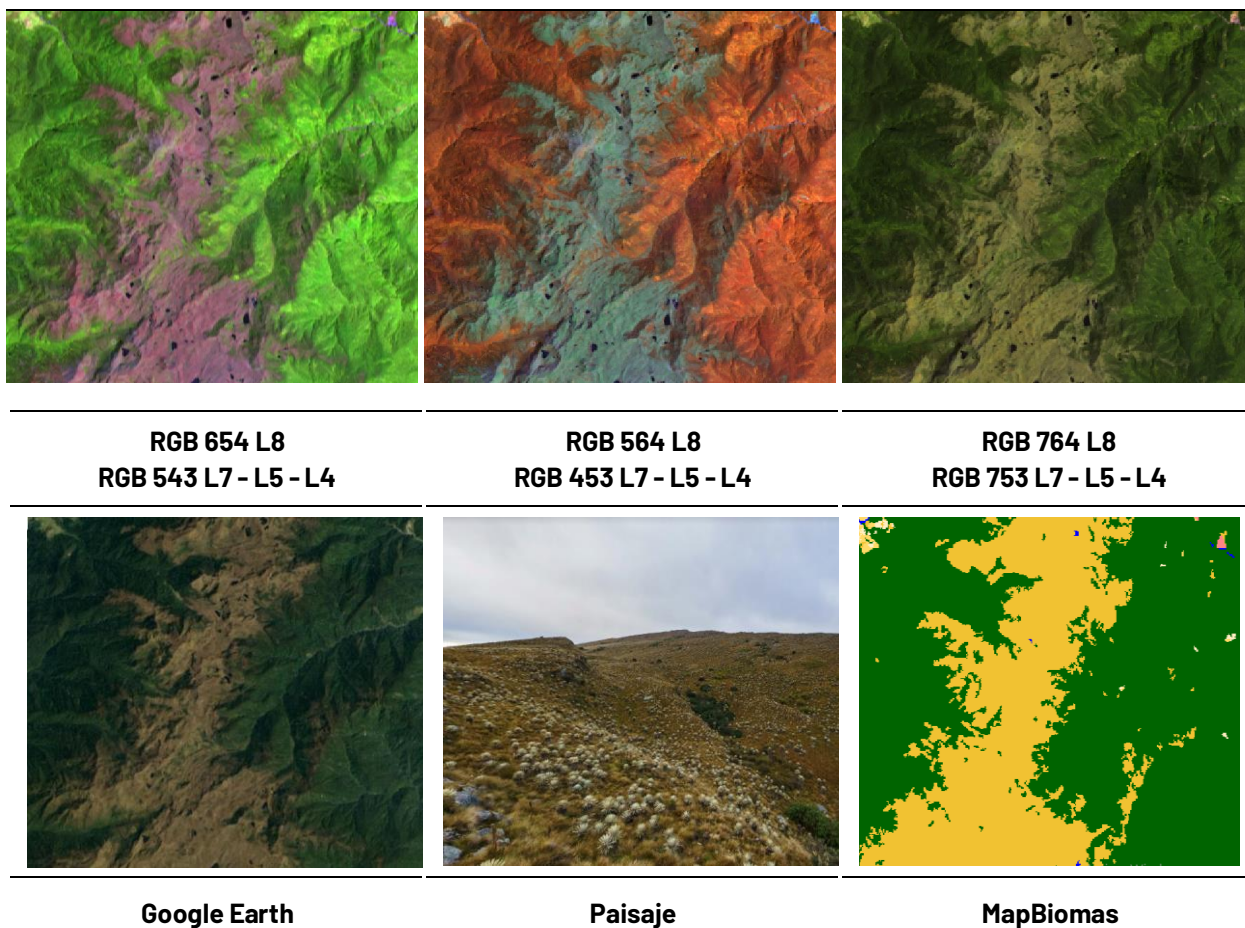 RGB 654 L8
RGB 543 L7 - L5 - L4
RGB 564 L8
RGB 453 L7 - L5 - L4
RGB 764 L8
RGB 753 L7 - L5 - L4
Google Earth
Paisaje
MapBiomas